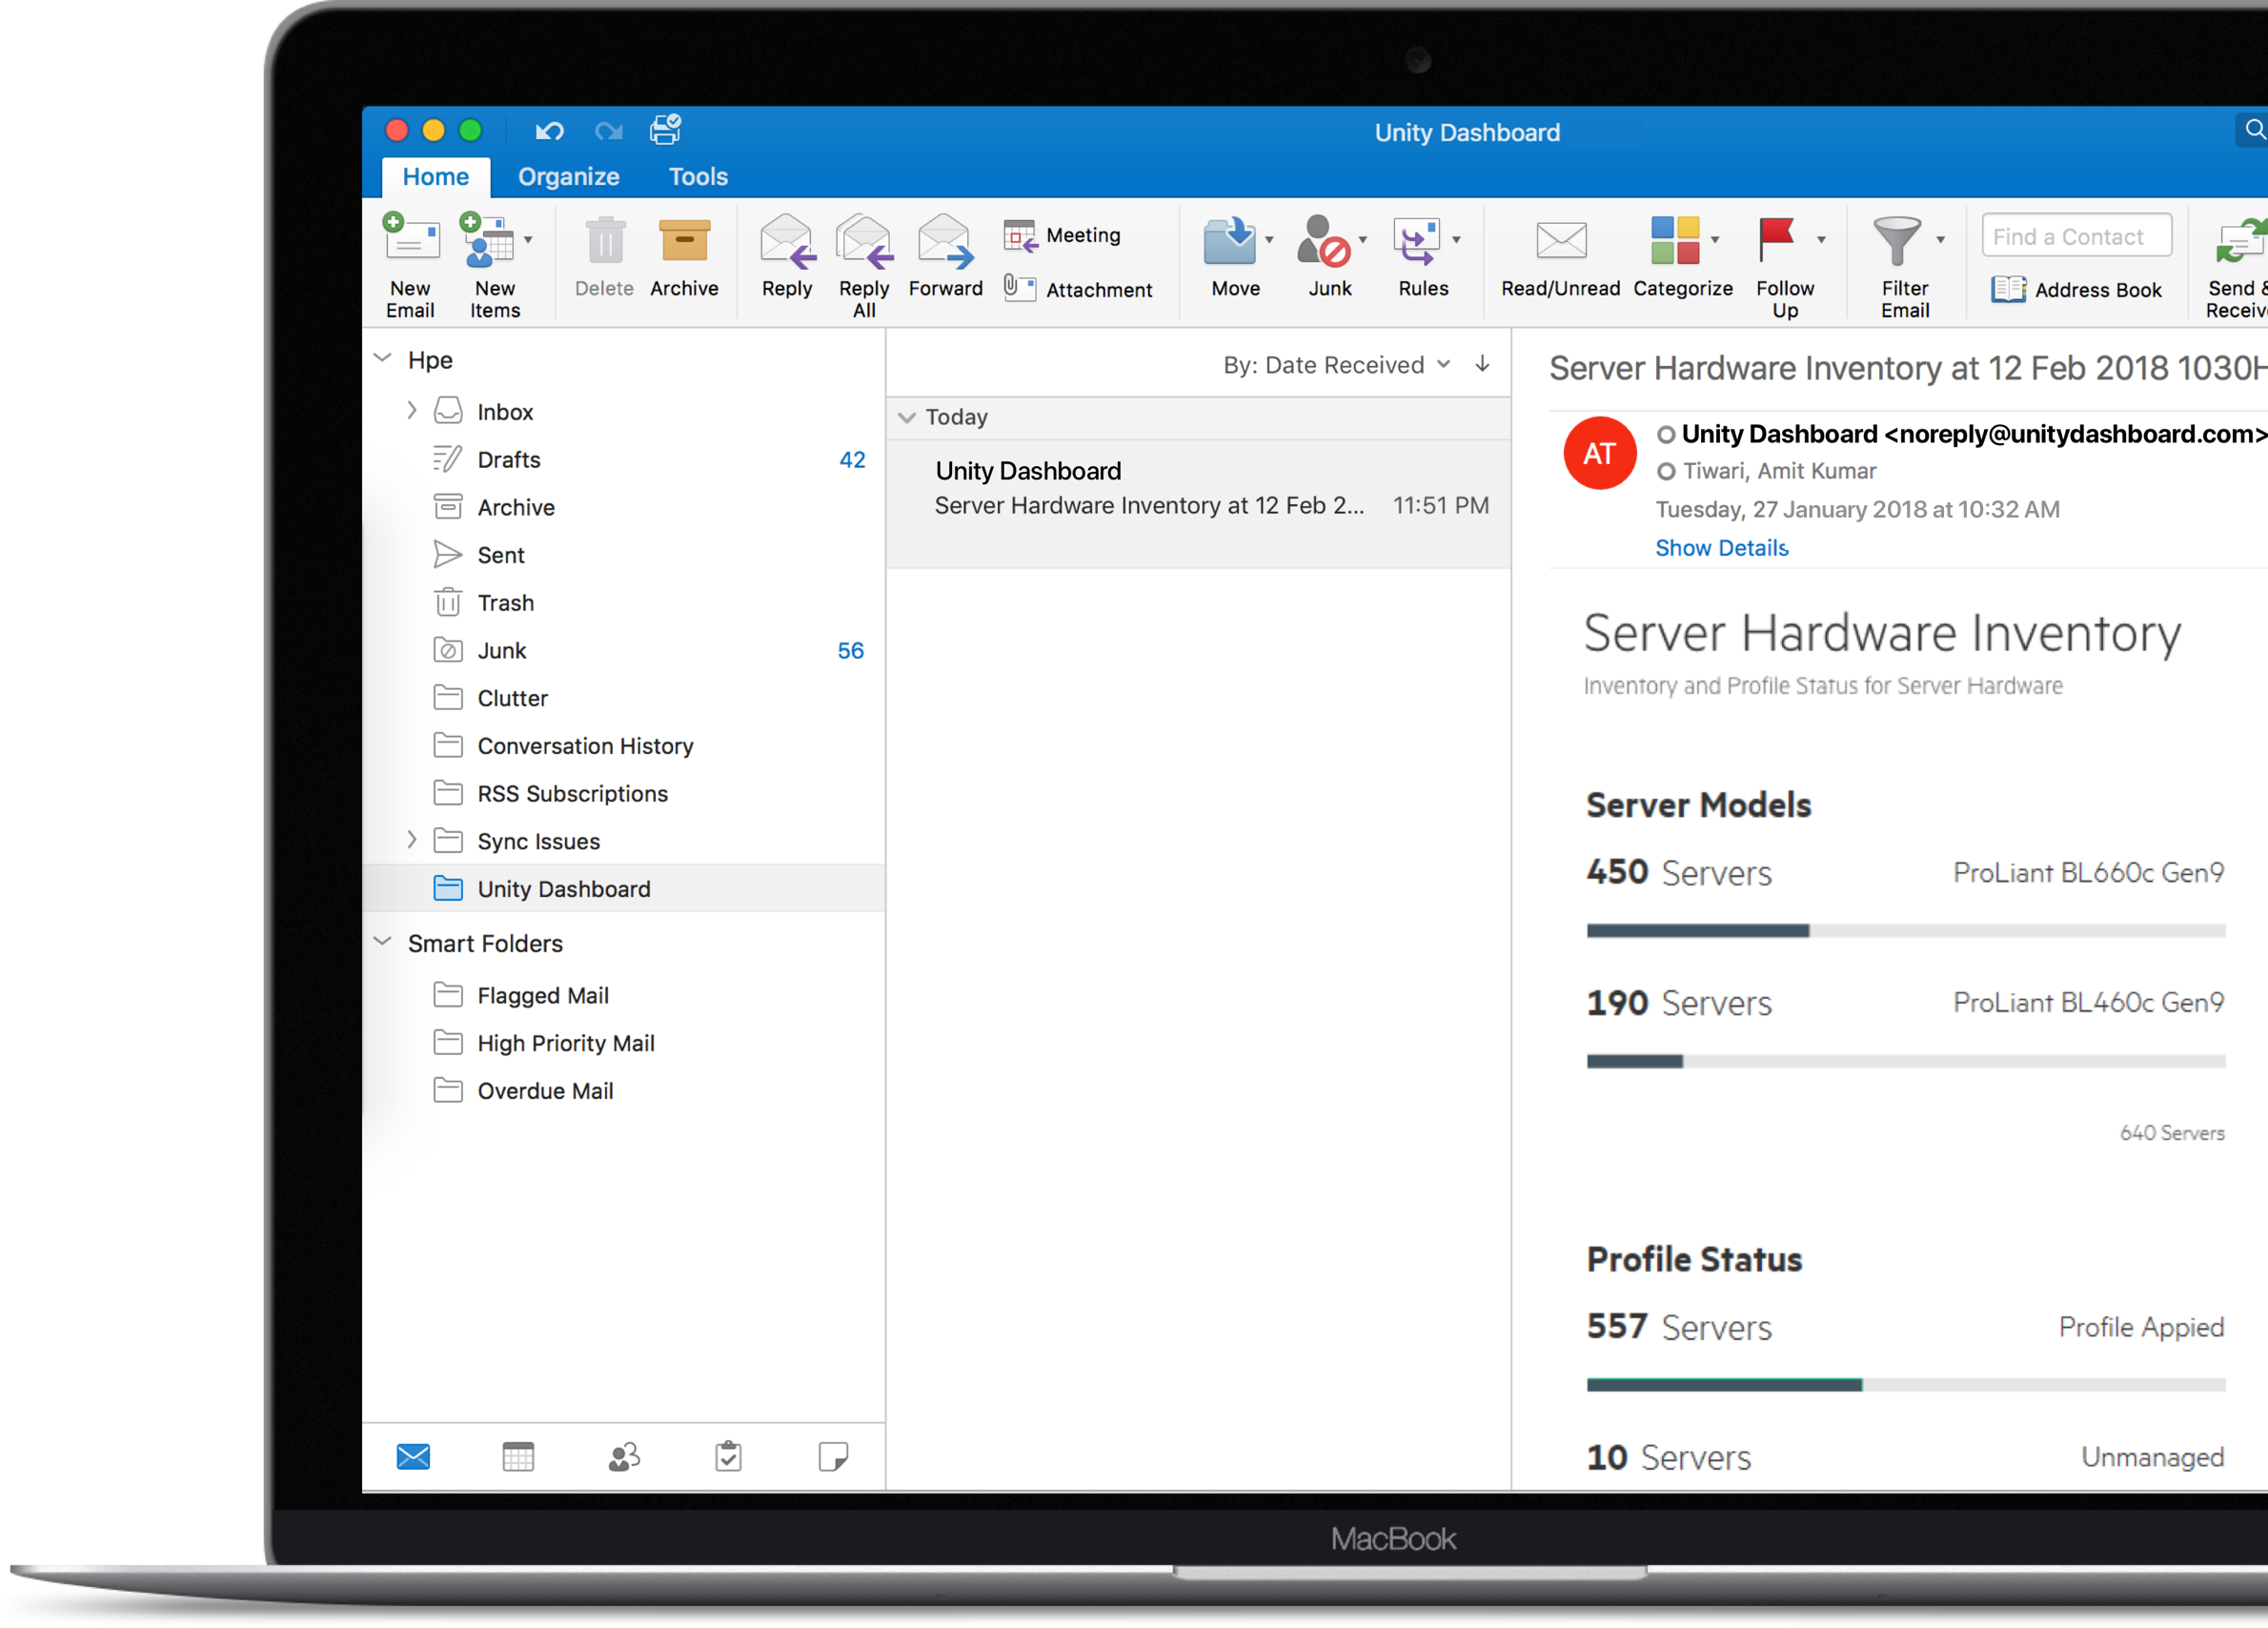 Unity Dashboard
Home Organize Tools
New Email
New Items
Delete
Archive
Reply
Reply All
Forward
Meeting
Attachment
Move
Junk
Rules
Read/Unread
Categorize
Follow Up
Filter Email
Find a Contact
Address Book
Send &
Hpe
Inbox
Drafts 42
Archive
Sent
Trash
Junk 56
Clutter
Conversation History
RSS Subscriptions
Sync Issues
Unity Dashboard
Smart Folders
Flagged Mail
High Priority Mail
Overdue Mail
By: Date Received
Today
Unity Dashboard
Server Hardware Inventory at 12 Feb 2... 11:51 PM
Server Hardware Inventory at 12 Feb 2018 1030H
AT
Unity Dashboard <noreply@unitydashboard.com>
Tiwari, Amit Kumar
Tuesday, 27 January 2018 at 10:32 AM
Show Details
Server Hardware Inventory
Inventory and Profile Status for Server Hardware
Server Models
450 Servers ProLiant BL660c Gen9
190 Servers ProLiant BL460c Gen9
640 Servers
Profile Status
557 Servers Profile Appied
10 Servers Unmanaged
MacBook